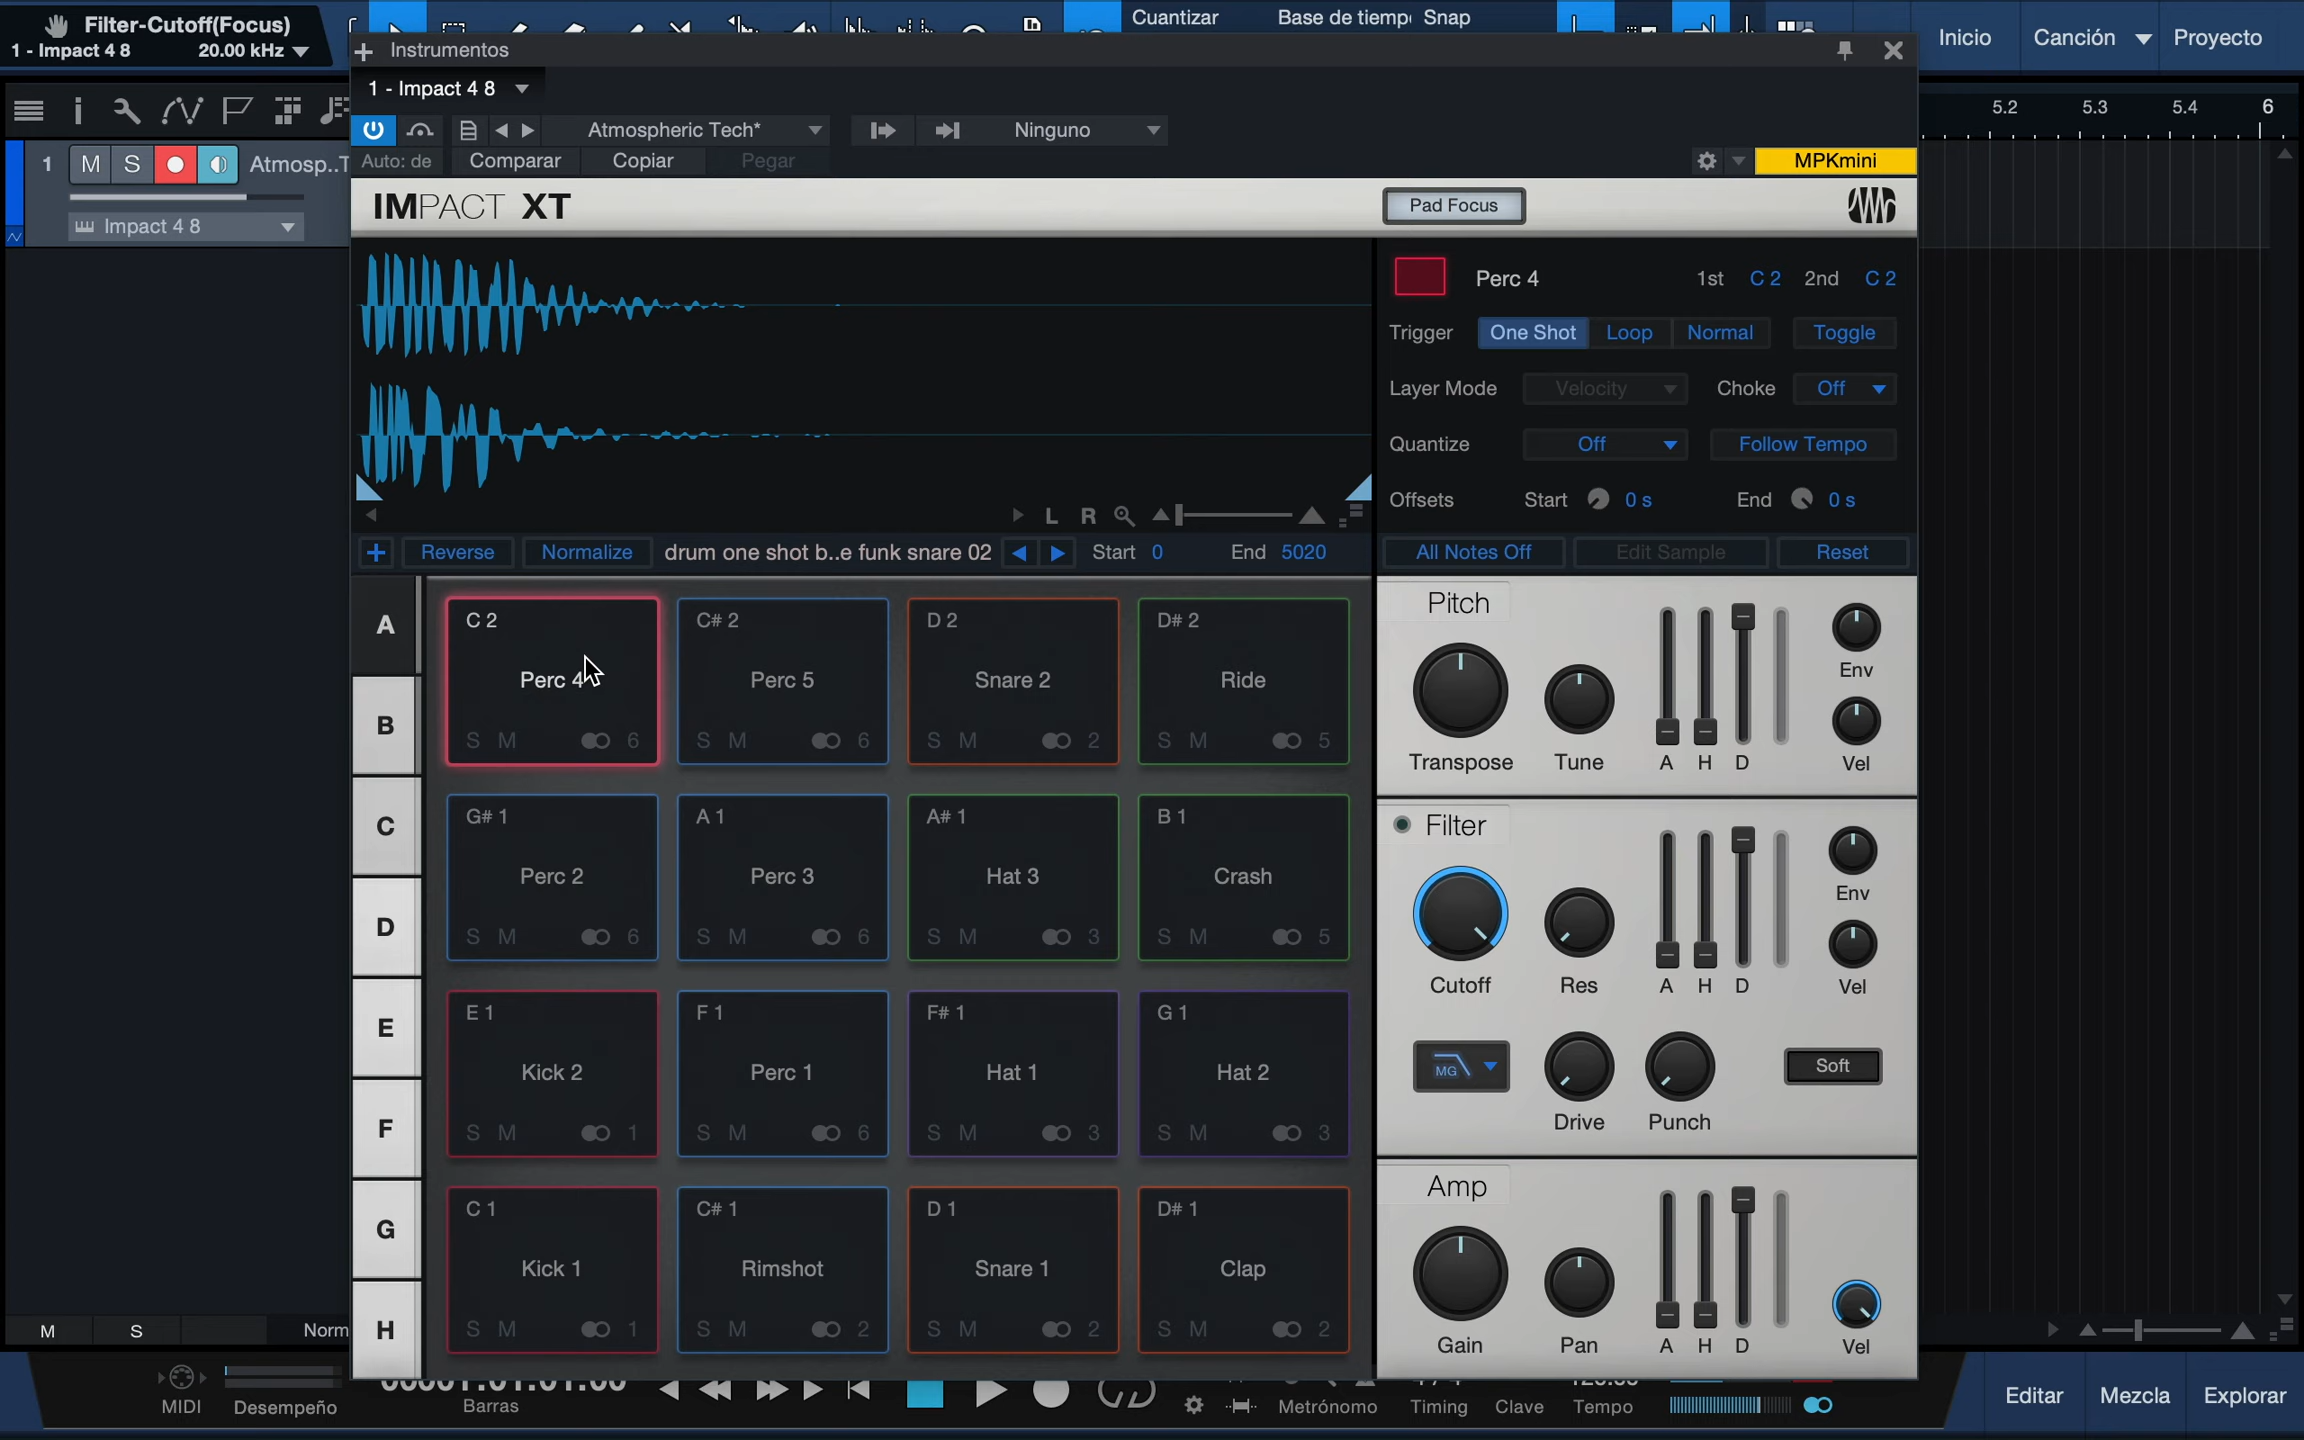 Filter-Cutoff(Focus)
1 - Impact 4 8 20.00 kHz
Cuantizar Base de tiempo Snap
Inicio Canción Proyecto
Instrumentos
1 - Impact 4 8
Atmospheric Tech* Ninguno
Auto: de Comparar Copiar Pegar MPKmini
IMPACT XT Pad Focus
5.2 5.3 5.4 6
1 M S Atmosp..T
Impact 4 8
Perc 4 1st C 2 2nd C 2
Trigger One Shot Loop Normal Toggle
Layer Mode Velocity Choke Off
Quantize Off Follow Tempo
Offsets Start 0 s End 0 s
L R
Reverse Normalize drum one shot b..e funk snare 02 Start 0 End 5020
All Notes Off Edit Sample Reset
A
B
C
D
E
F
G
H
C 2 C# 2 D 2 D# 2
Perc 4 Perc 5 Snare 2 Ride
S M 6 S M 6 S M 2 S M 5
G# 1 A 1 A# 1 B 1
Perc 2 Perc 3 Hat 3 Crash
S M 6 S M 6 S M 3 S M 5
E 1 F 1 F# 1 G 1
Kick 2 Perc 1 Hat 1 Hat 2
S M 1 S M 6 S M 3 S M 3
C 1 C# 1 D 1 D# 1
Kick 1 Rimshot Snare 1 Clap
S M 1 S M 2 S M 2 S M 2
Pitch
Env
Transpose Tune A H D Vel
Filter
Env
Cutoff Res A H D Vel
MG Soft
Drive Punch
Amp
Gain Pan A H D Vel
M S Norm
MIDI Desempeño Barras Metrónomo Timing Clave Tempo
Editar Mezcla Explorar